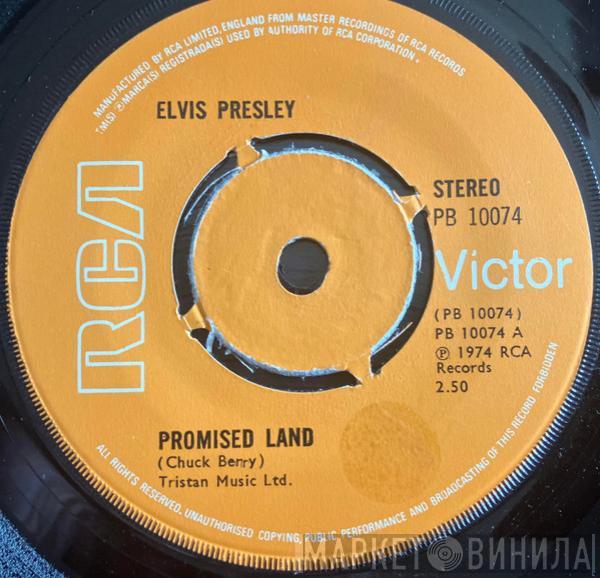 MANUFACTURED BY RCA LIMITED, ENGLAND FROM MASTER RECORDINGS OF RCA RECORDS
TM(S) ® MARCA(S) REGISTRADA(S) USED BY AUTHORITY OF RCA CORPORATION.
ELVIS PRESLEY
RCA
STEREO
PB 10074
Victor
(PB 10074)
PB 10074 A
℗ 1974 RCA
Records
2.50
PROMISED LAND
(Chuck Berry)
Tristan Music Ltd.
ALL RIGHTS RESERVED. UNAUTHORISED COPYING, PUBLIC PERFORMANCE AND BROADCASTING OF THIS RECORD FORBIDDEN
МАРКЕТ ВИНИЛА